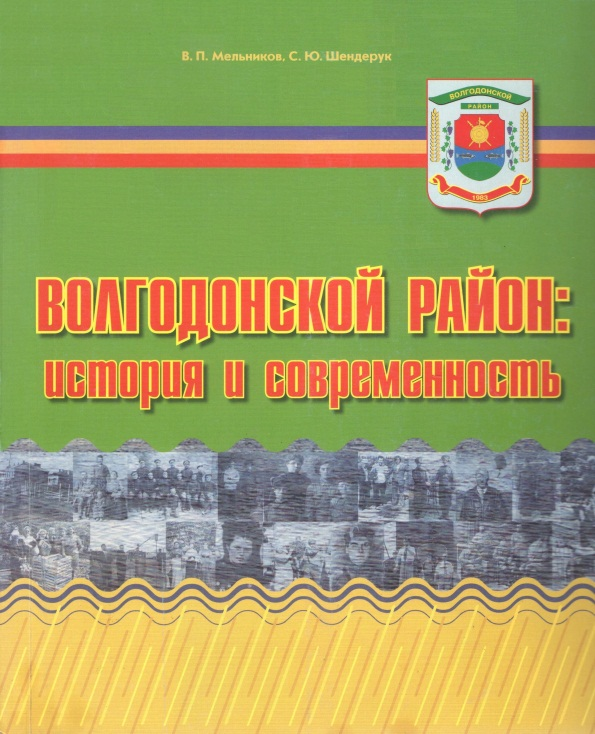 В. П. Мельников, С. Ю. Шендерук
ВОЛГОДОНСКОЙ
РАЙОН
1983
ВОЛГОДОНСКОЙ РАЙОН:
история и современность